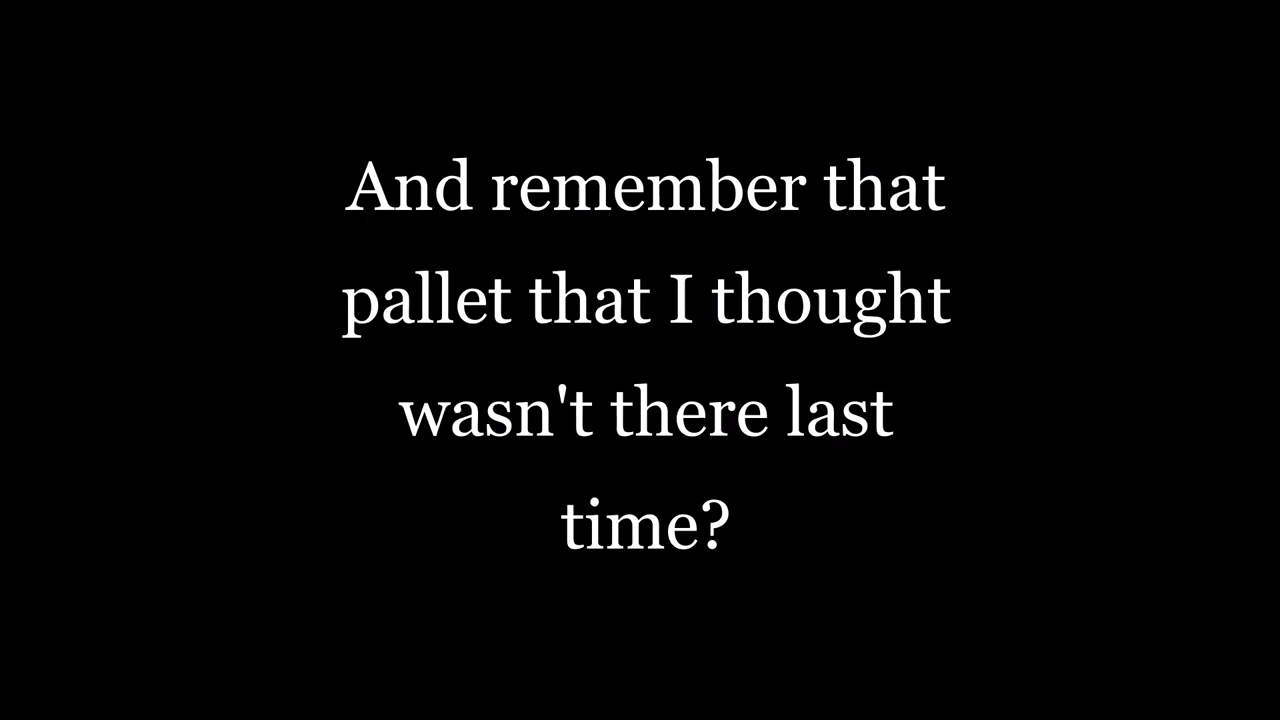 And remember that
pallet that I thought
wasn't there last
time?